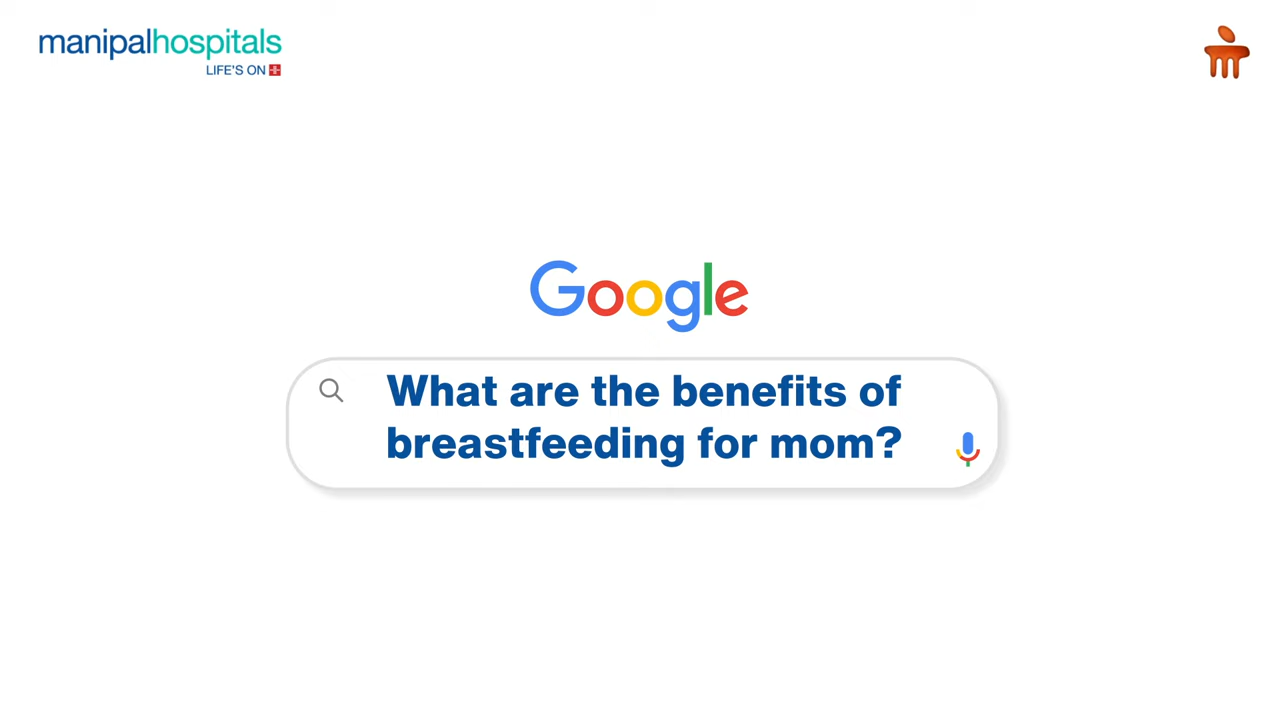 manipalhospitals
LIFE'S ON
Google
What are the benefits of
breastfeeding for mom?